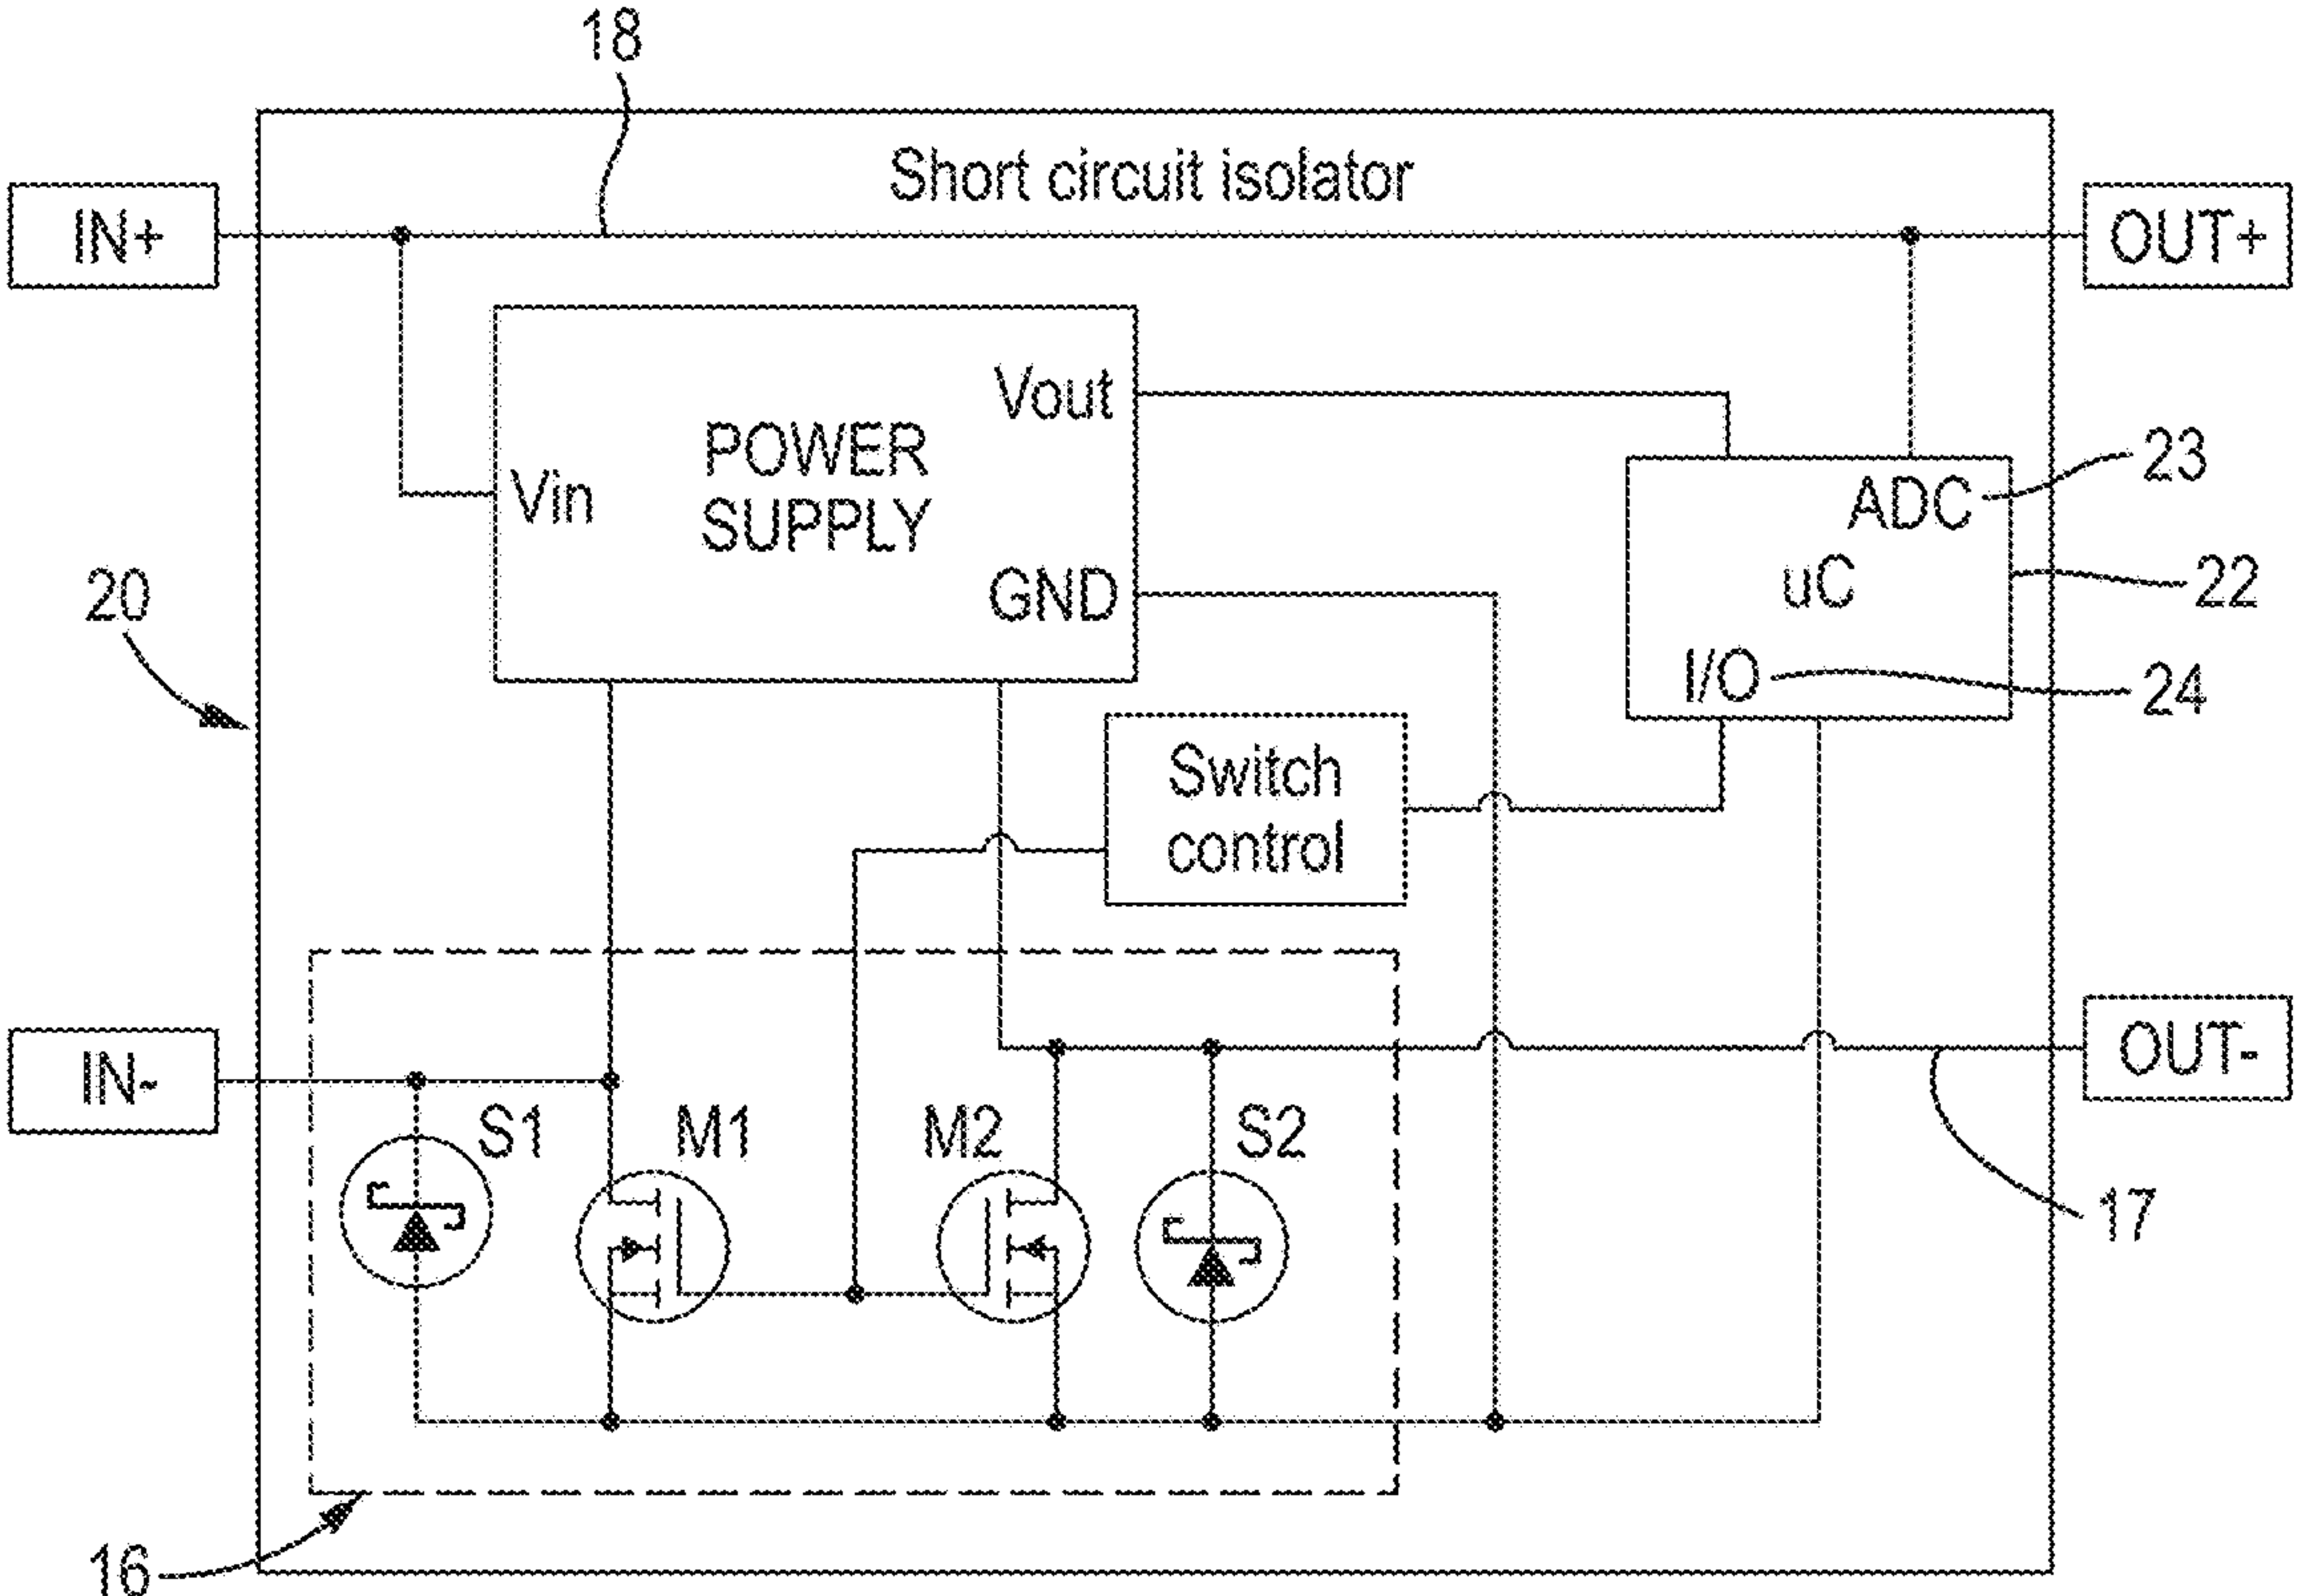 18
Short circuit isolator
IN+
OUT+
Vout
POWER
SUPPLY
Vin
GND
ADC
23
uC
22
I/O
24
20
Switch
control
IN-
OUT-
S1
M1
M2
S2
17
16